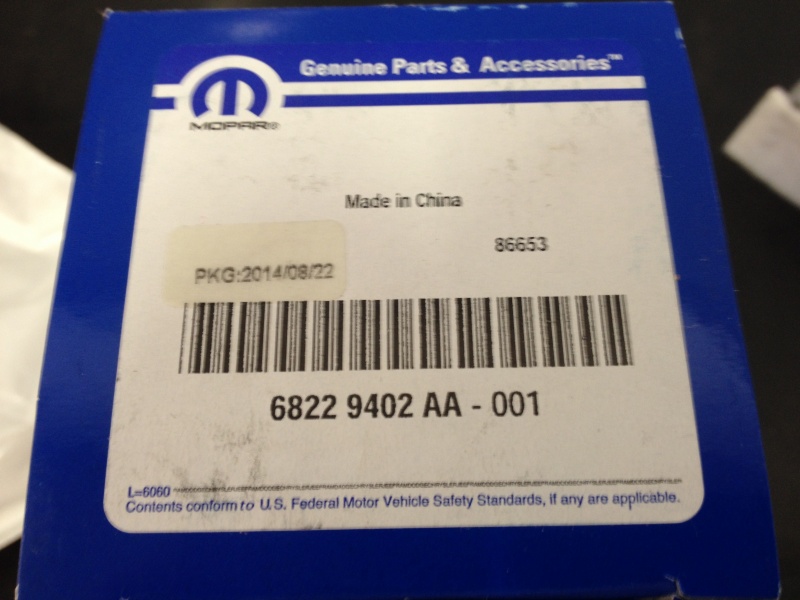 Genuine Parts & Accessories™
MOPAR®
Made in China
86653
PKG:2014/08/22
6822 9402 AA - 001
L=6060
Contents conform to U.S. Federal Motor Vehicle Safety Standards, if any are applicable.